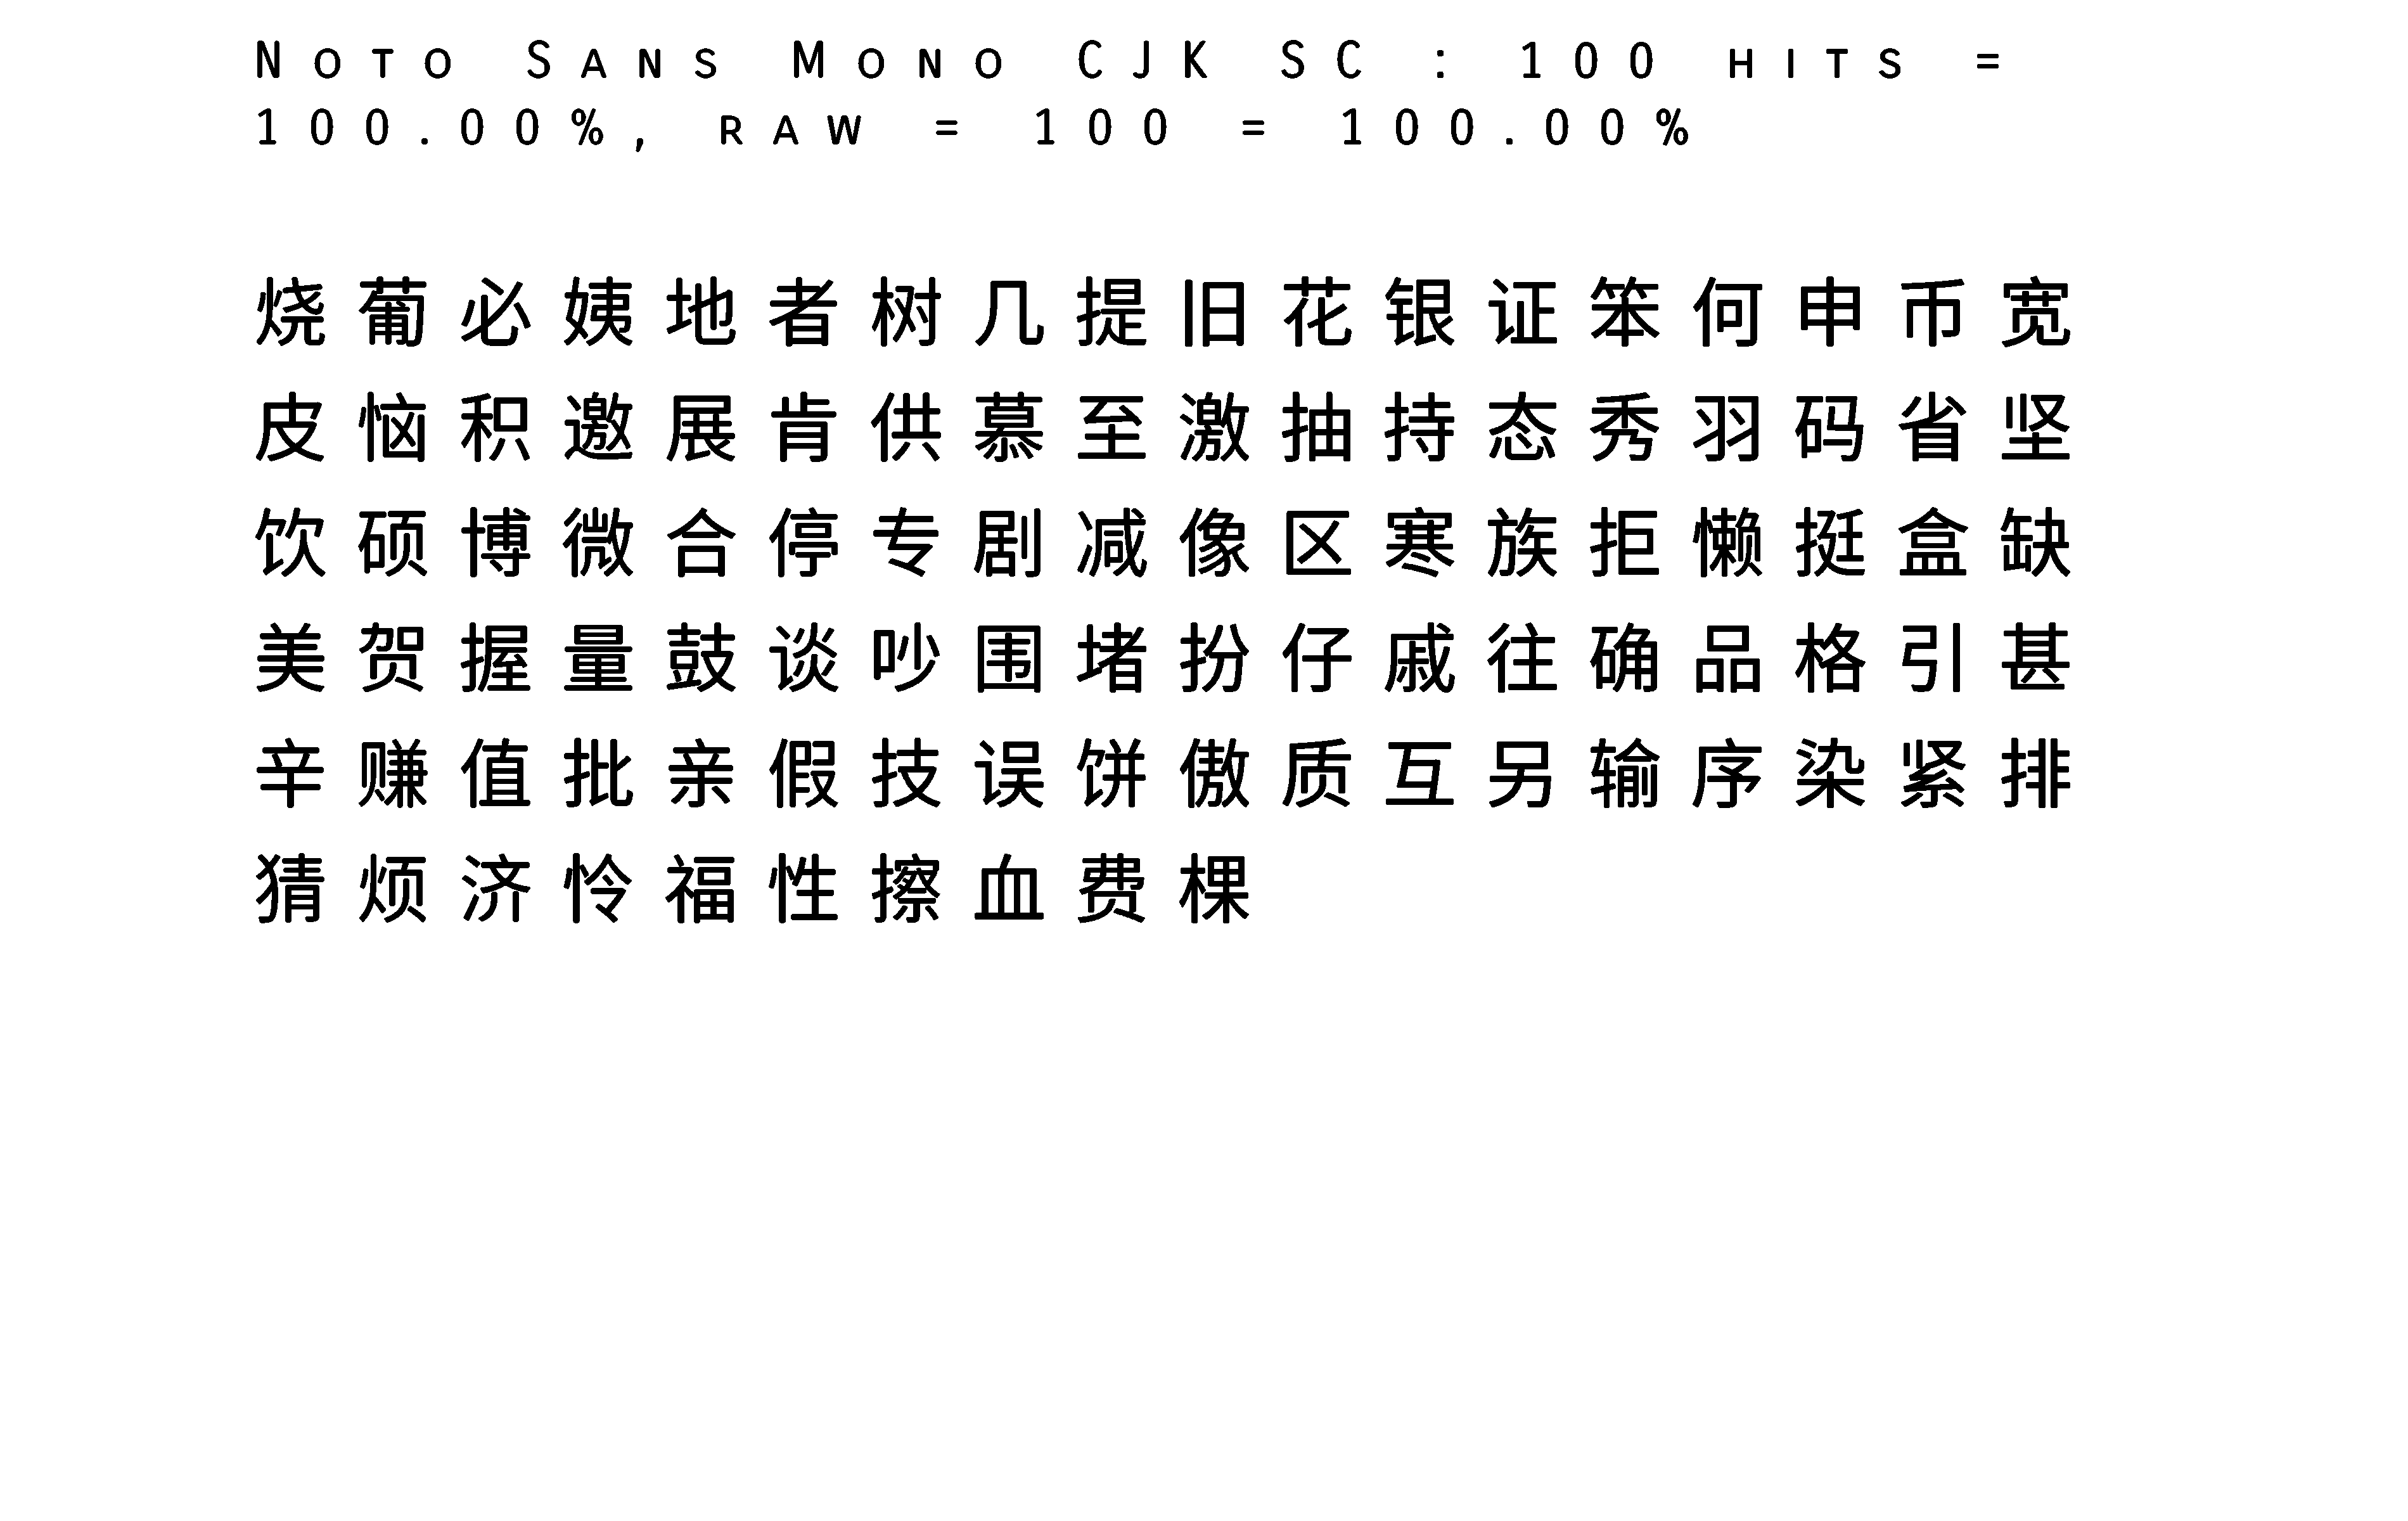 Noto Sans Mono CJK SC : 100 hits =
100.00%, raw = 100 = 100.00%
烧葡必姨地者树几提旧花银证笨何申币宽
皮恼积邀展肯供慕至激抽持态秀羽码省坚
饮硕博微合停专剧减像区寒族拒懒挺盒缺
美贺握量鼓谈吵围堵扮仔戚往确品格引甚
辛赚值批亲假技误饼傲质互另输序染紧排
猜烦济怜福性擦血费棵